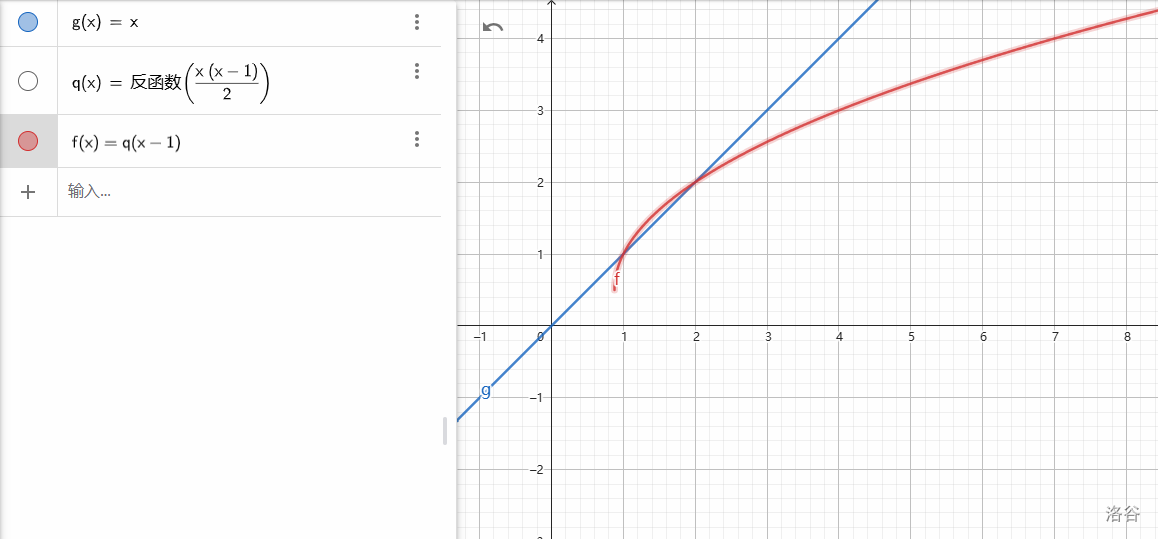 g(x) = x
q(x) = 反函数(x (x − 1)/2)
f(x) = q(x − 1)
输入...
4
3
2
1
f
−1 0 1 2 3 4 5 6 7 8
g
−1
−2
洛谷